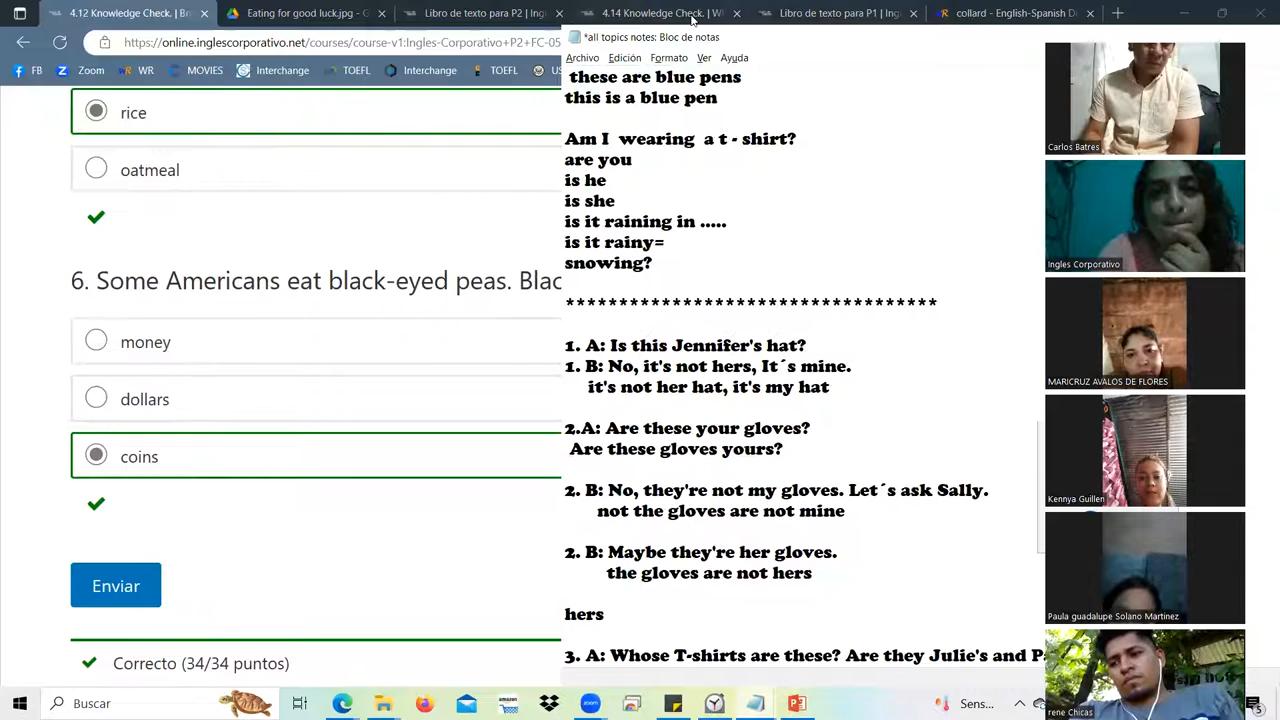 4.12 Knowledge Check. | W
Using for good luck.jpg - G
Libro de texto para P2 | Ing
4.14 Knowledge Check. | W
Libro de texto para P1 | Ing
collard - English-Spanish D
https://online.inglescorporativo.net/courses/course-v1:Ingles-Corporativo+P2+FC-05
FB
Zoom
WR
MOVIES
Interchange
TOEFL
Interchange
TOEFL
US
*all topics notes: Bloc de notas
Archivo Edición Formato Ver Ayuda
these are blue pens
this is a blue pen
Am I wearing a t - shirt?
are you
is he
is she
is it raining in .....
is it rainy=
snowing?
***********************************
1. A: Is this Jennifer's hat?
1. B: No, it's not hers, It´s mine.
it's not her hat, it's my hat
2.A: Are these your gloves?
Are these gloves yours?
2. B: No, they're not my gloves. Let´s ask Sally.
not the gloves are not mine
2. B: Maybe they're her gloves.
the gloves are not hers
hers
3. A: Whose T-shirts are these? Are they Julie's and P
rice
oatmeal
6. Some Americans eat black-eyed peas. Blac
money
dollars
coins
Enviar
Correcto (34/34 puntos)
Carlos Batres
Ingles Corporativo
MARICRUZ AVALOS DE FLORES
Kennya Guillen
Paula guadalupe Solano Martinez
rene Chicas
Buscar
amazon
zoom
Sens...
5